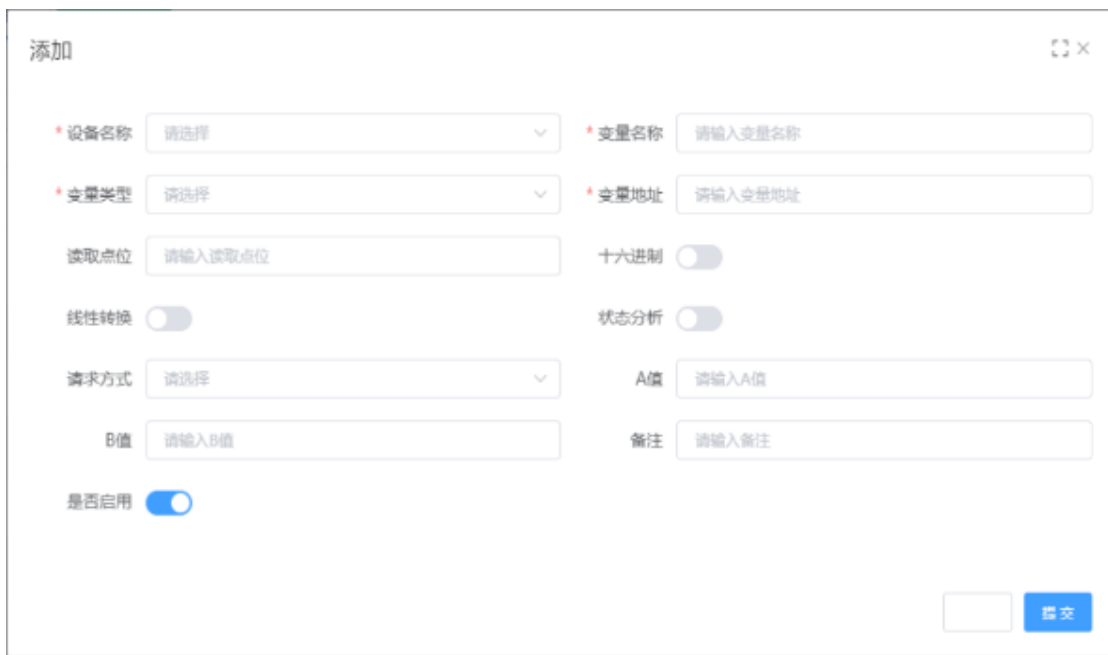 添加
* 设备名称 请选择 * 变量名称 请输入变量名称
* 变量类型 请选择 * 变量地址 请输入变量地址
读取点位 请输入读取点位 十六进制
线性转换 状态分析
请求方式 请选择 A值 请输入A值
B值 请输入B值 备注 请输入备注
是否启用
提交